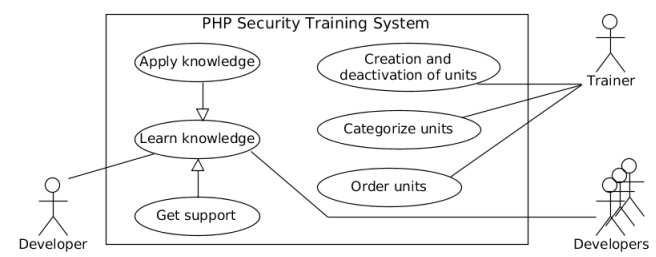 PHP Security Training System
Apply knowledge
Creation and
deactivation of units
Trainer
Learn knowledge
Categorize units
Order units
Get support
Developer
Developers